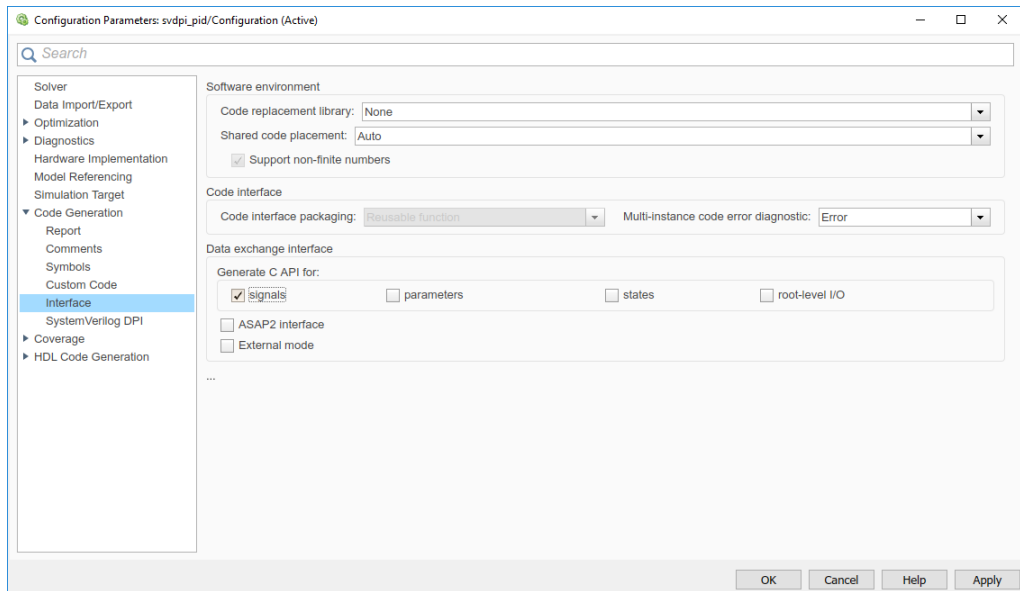 Configuration Parameters: svdpi_pid/Configuration (Active)
Search
Solver
Data Import/Export
Optimization
Diagnostics
Hardware Implementation
Model Referencing
Simulation Target
Code Generation
Report
Comments
Symbols
Custom Code
Interface
SystemVerilog DPI
Coverage
HDL Code Generation
Software environment
Code replacement library: None
Shared code placement: Auto
Support non-finite numbers
Code interface
Code interface packaging: Reusable function Multi-instance code error diagnostic: Error
Data exchange interface
Generate C API for:
signals parameters states root-level I/O
ASAP2 interface
External mode
...
OK Cancel Help Apply